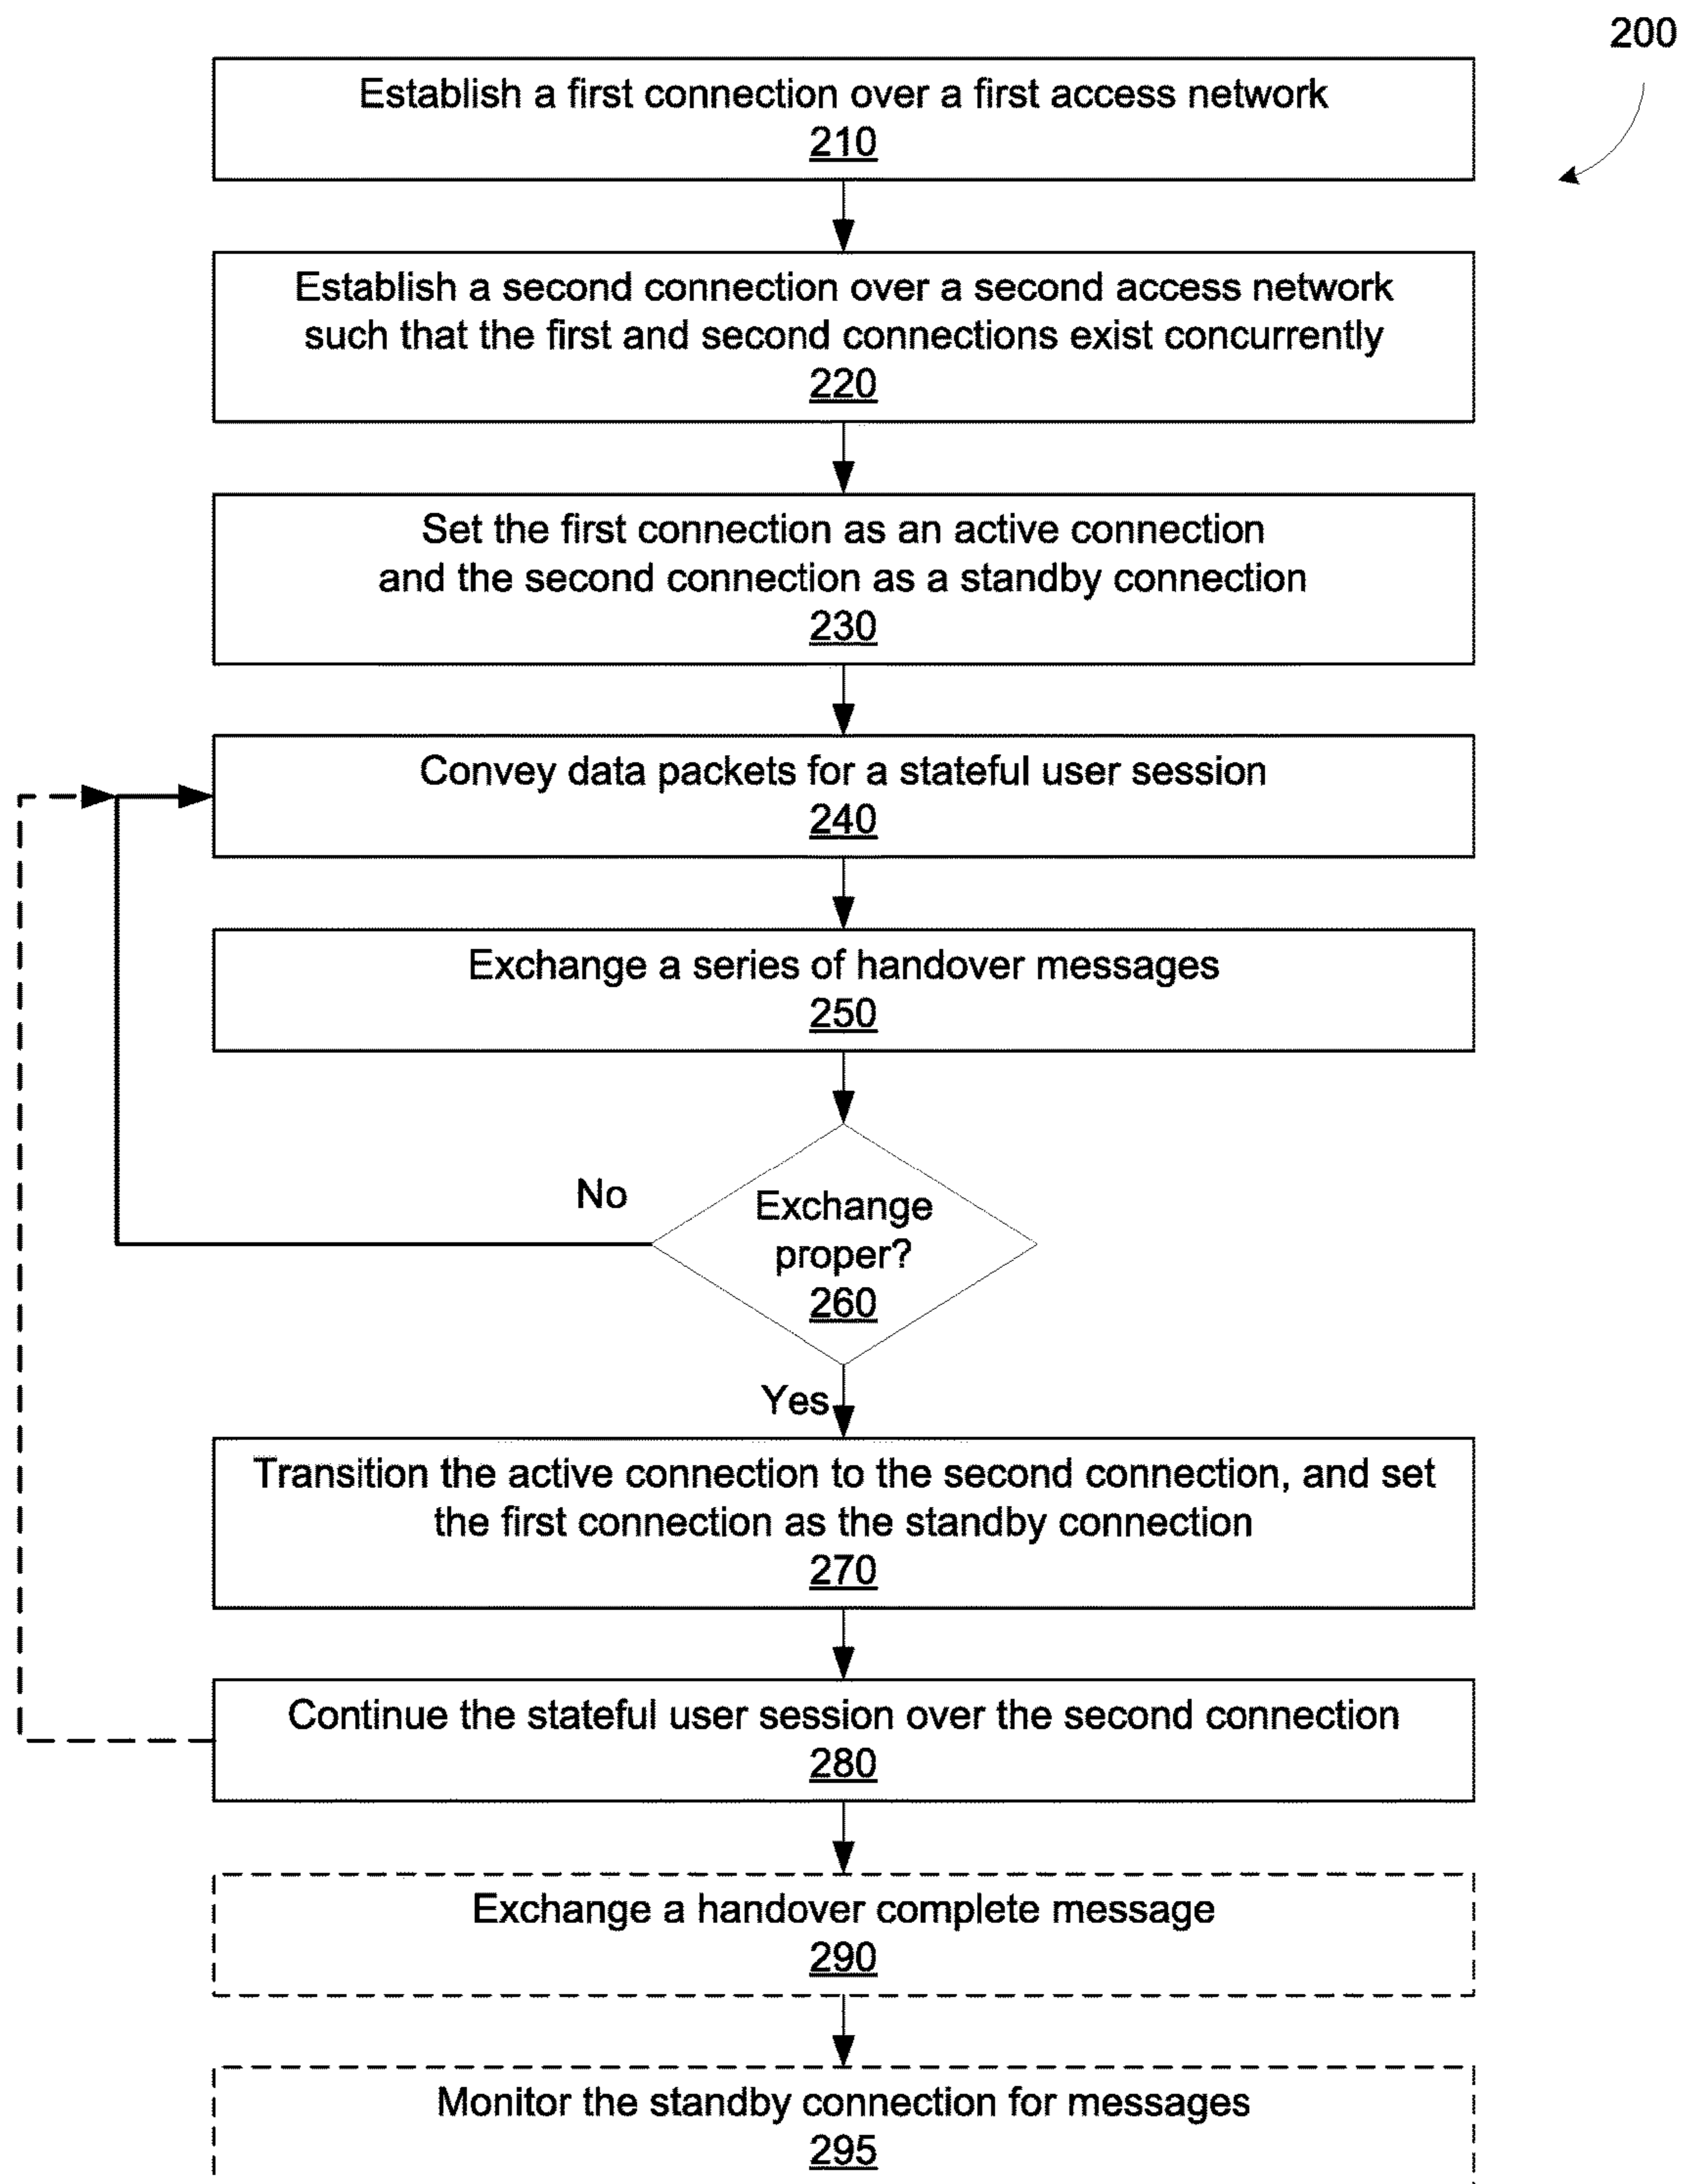 200
Establish a first connection over a first access network
210
Establish a second connection over a second access network
such that the first and second connections exist concurrently
220
Set the first connection as an active connection
and the second connection as a standby connection
230
Convey data packets for a stateful user session
240
Exchange a series of handover messages
250
No
Exchange
proper?
260
Yes
Transition the active connection to the second connection, and set
the first connection as the standby connection
270
Continue the stateful user session over the second connection
280
Exchange a handover complete message
290
Monitor the standby connection for messages
295